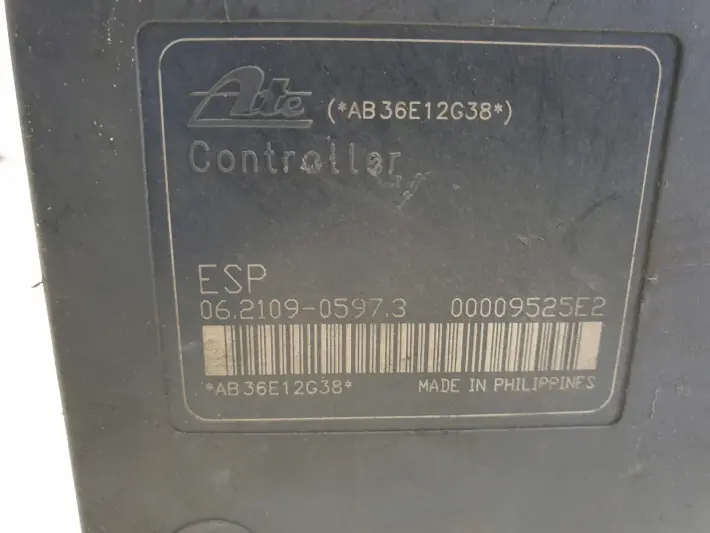 Ate (*AB36E12G38*)
Controller
ESP
06.2109-0597.3 00009525E2
*AB36E12G38* MADE IN PHILIPPINES